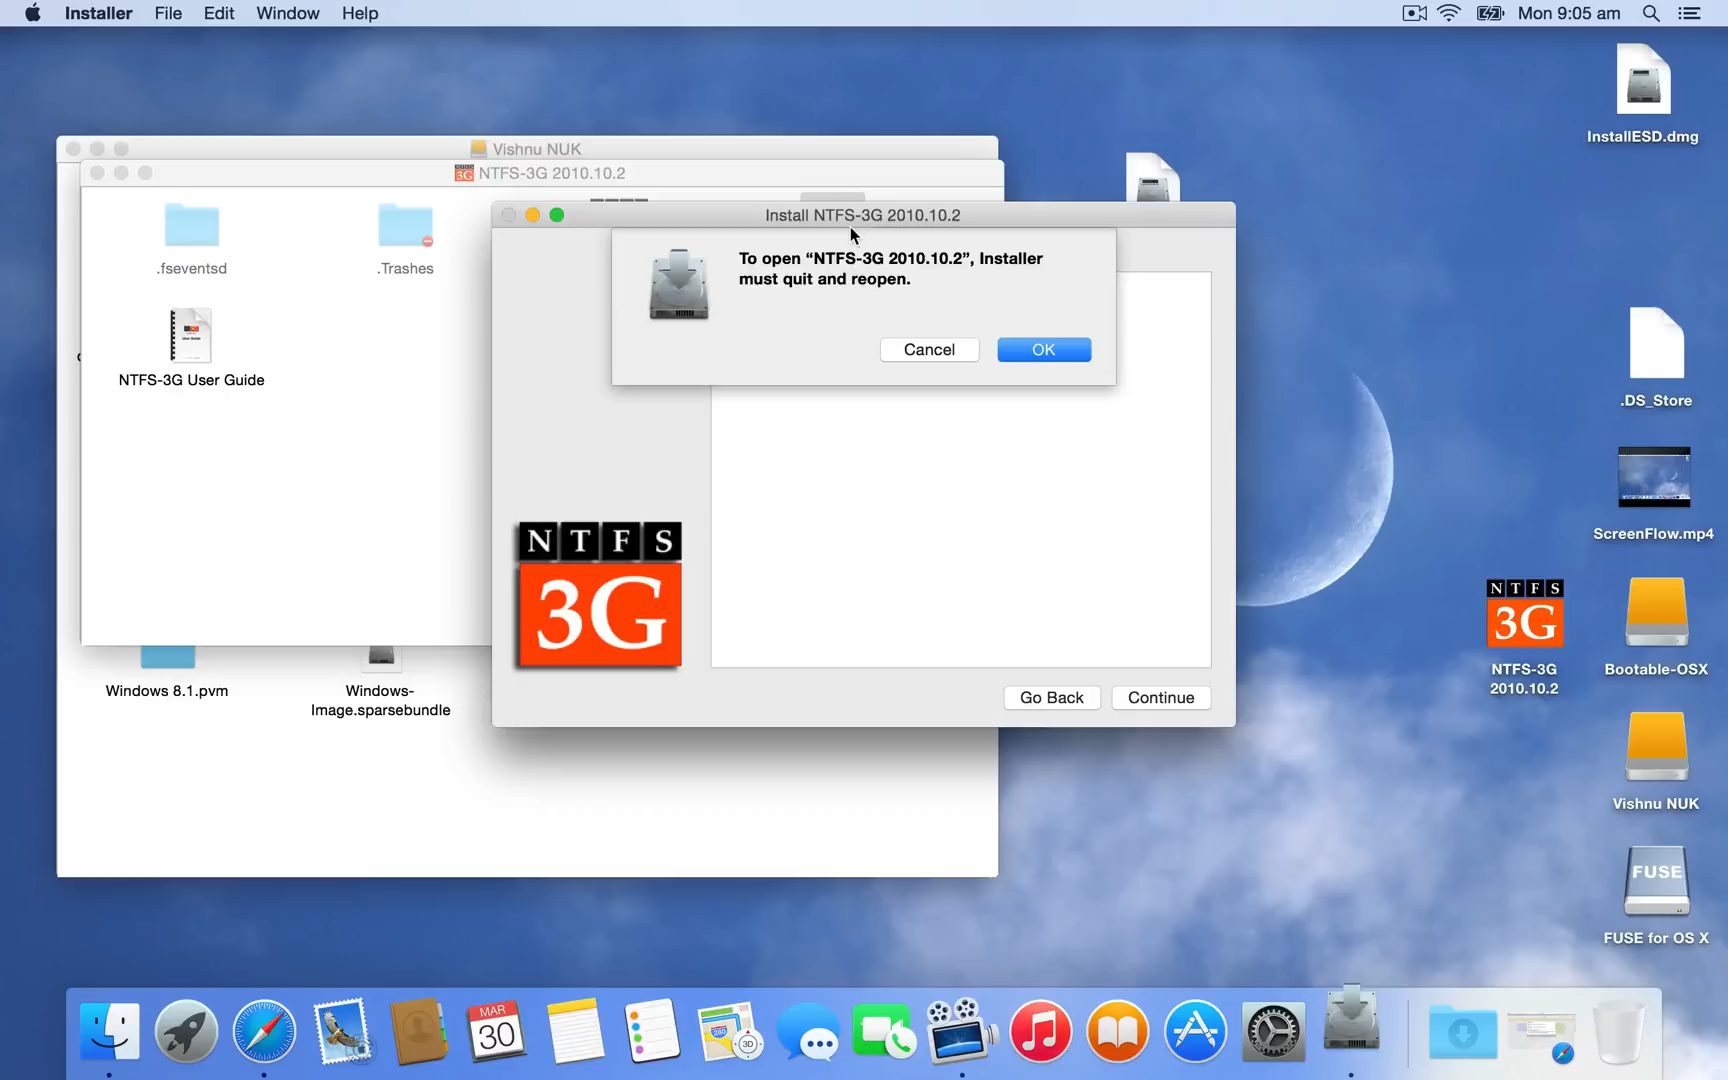 Installer File Edit Window Help Mon 9:05 am
InstallESD.dmg
Vishnu NUK
NTFS-3G 2010.10.2
.fseventsd
.Trashes
NTFS-3G User Guide
Windows 8.1.pvm
Windows-
Image.sparsebundle
Install NTFS-3G 2010.10.2
To open “NTFS-3G 2010.10.2”, Installer
must quit and reopen.
Cancel OK
N T F S
3G
Go Back Continue
.DS_Store
ScreenFlow.mp4
N T F S
3G
NTFS-3G
2010.10.2
Bootable-OSX
Vishnu NUK
FUSE
FUSE for OS X
MAR
30
280
3D